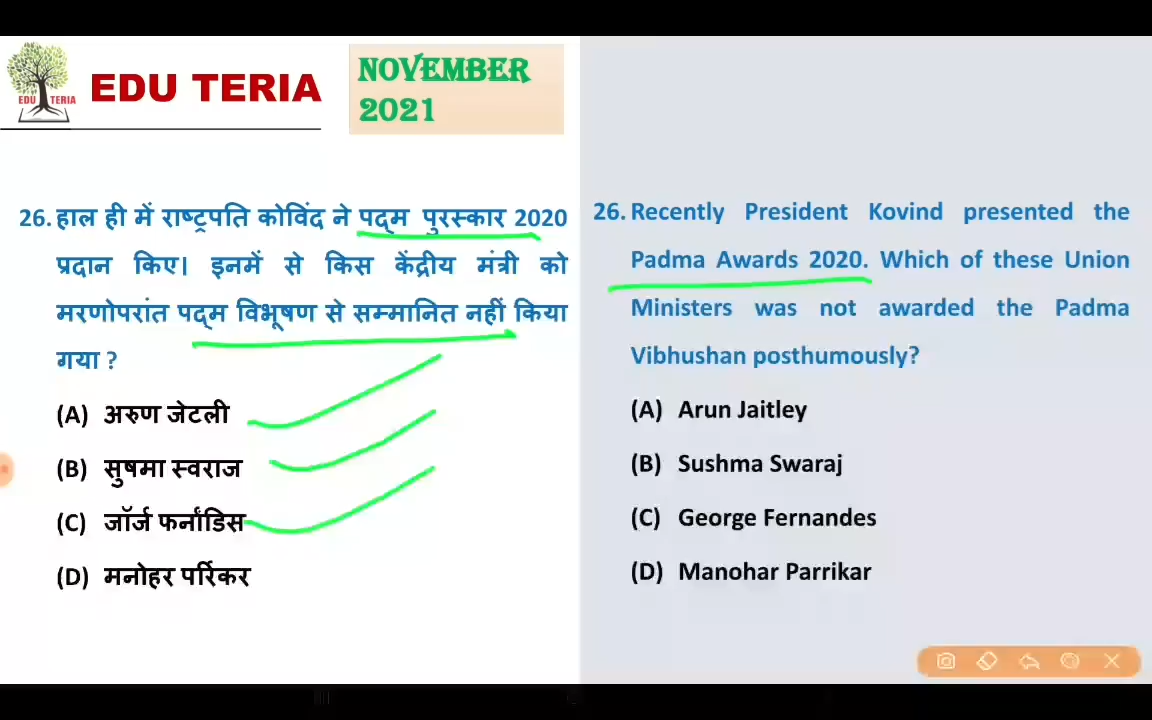 EDU TERIA
EDU TERIA
NOVEMBER
2021
26. हाल ही में राष्ट्रपति कोविंद ने पद्म पुरस्कार 2020
प्रदान किए। इनमें से किस केंद्रीय मंत्री को
मरणोपरांत पद्म विभूषण से सम्मानित नहीं किया
गया ?
(A) अरुण जेटली
(B) सुषमा स्वराज
(C) जॉर्ज फर्नांडिस
(D) मनोहर पर्रिकर
26. Recently President Kovind presented the
Padma Awards 2020. Which of these Union
Ministers was not awarded the Padma
Vibhushan posthumously?
(A) Arun Jaitley
(B) Sushma Swaraj
(C) George Fernandes
(D) Manohar Parrikar